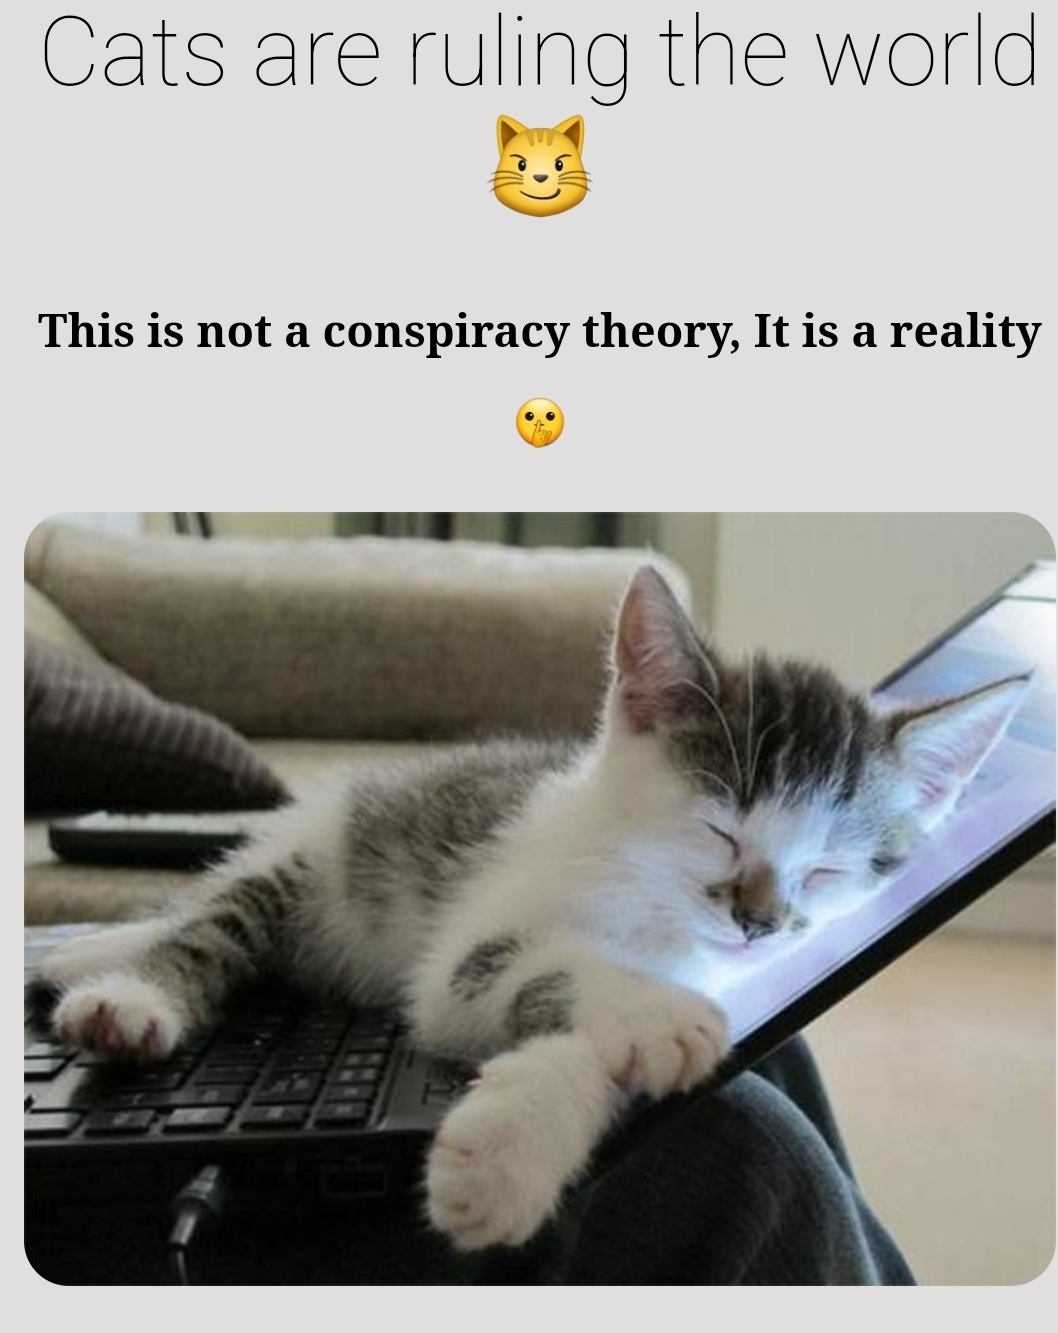 Cats are ruling the world
😼
This is not a conspiracy theory, It is a reality
🤫